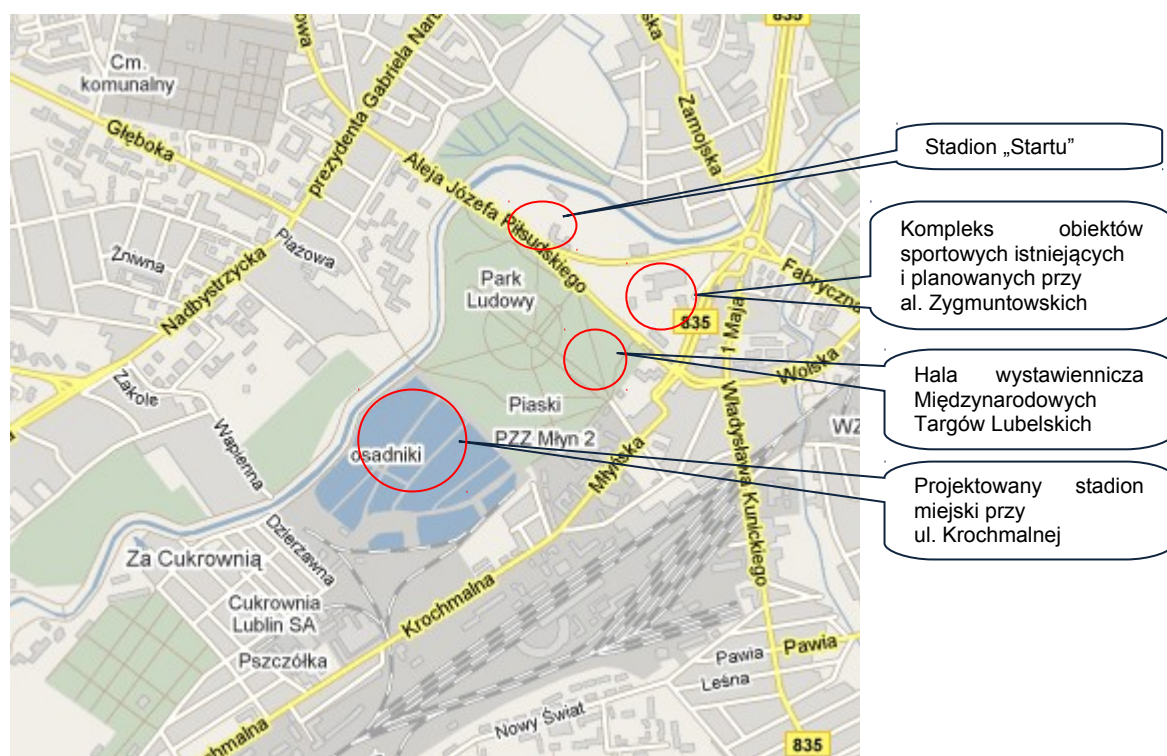 835
Cm.
komunalny
prezydenta Gabriela Naru
Głęboka
Zamojska
Aleja Józefa Piłsudskiego
Stadion „Startu”
Kompleks obiektów
sportowych istniejących
i planowanych przy
al. Zygmuntowskich
Plazowa
Żniwna
Nadbystrzycka
Park
Ludowy
Fabryczna
835
1 Maja
Wolska
Hala wystawiennicza
Międzynarodowych
Targów Lubelskich
Zakole
Wapienna
Piaski
PZZ Młyn 2
osadniki
Młyńska
WZ
Władysława Kunickiego
Projektowany stadion
miejski przy
ul. Krochmalnej
Dzierżawna
Za Cukrownią
Cukrownia
Lublin SA
Krochmalna
Pszczółka
Pawia
Pawia
Leśna
Nowy Świat
ochmalna
835